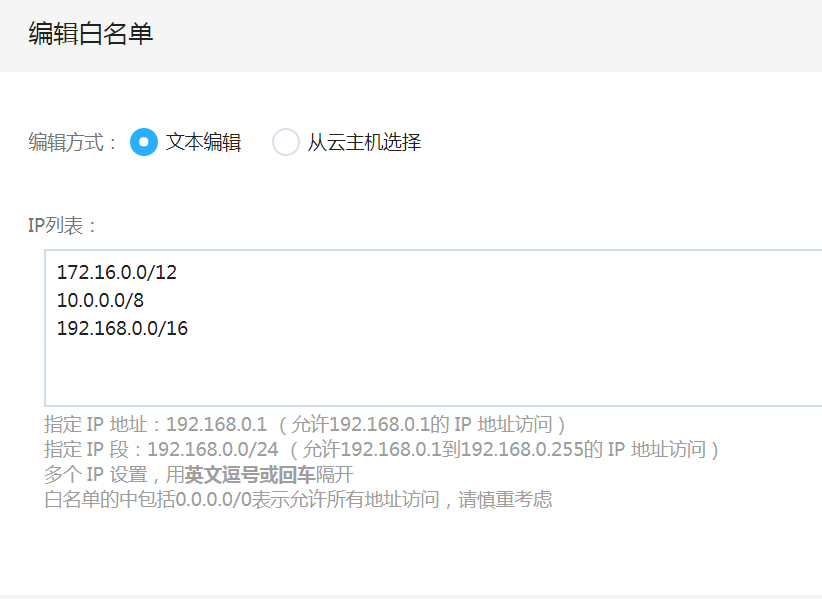 编辑白名单
编辑方式： 文本编辑 从云主机选择
IP列表：
172.16.0.0/12
10.0.0.0/8
192.168.0.0/16
指定 IP 地址：192.168.0.1 （允许192.168.0.1的 IP 地址访问）
指定 IP 段：192.168.0.0/24 （允许192.168.0.1到192.168.0.255的 IP 地址访问）
多个 IP 设置，用英文逗号或回车隔开
白名单的中包括0.0.0.0/0表示允许所有地址访问，请慎重考虑